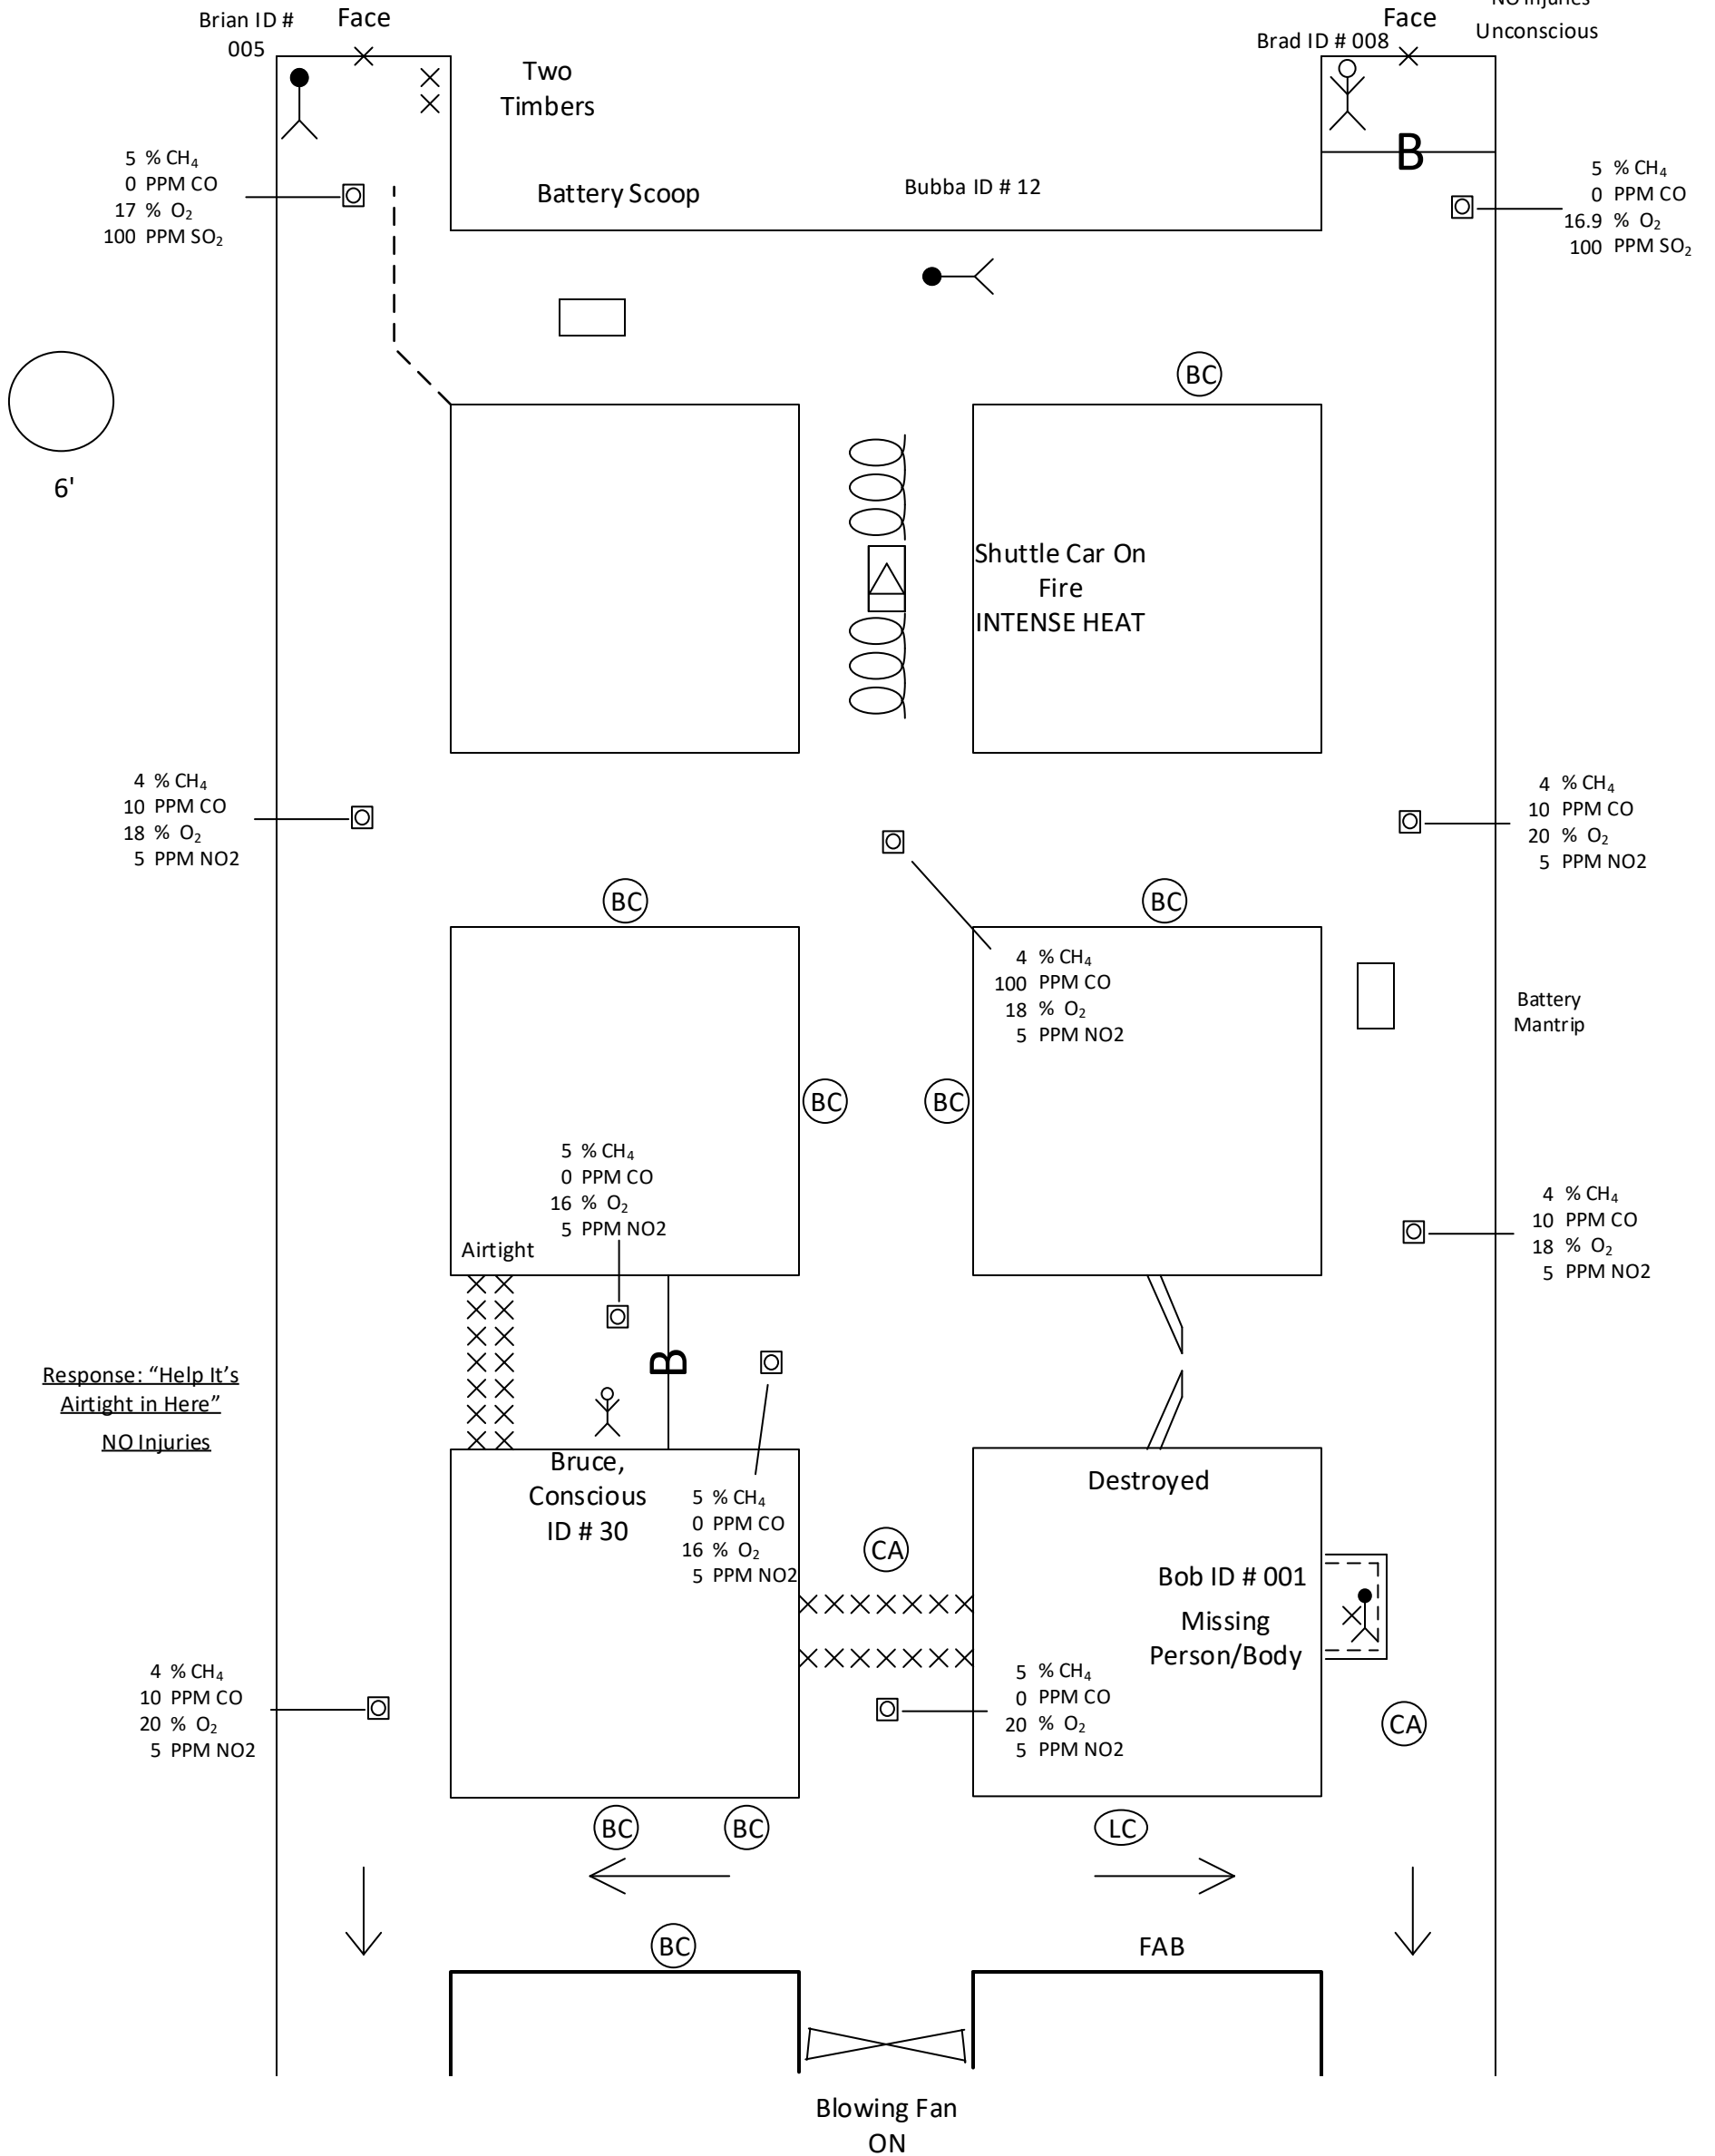 NO Injuries
Unconscious
Brian ID #
005
Face
Face
Brad ID # 008
Two
Timbers
B
5 % CH₄
0 PPM CO
17 % O₂
100 PPM SO₂
Battery Scoop
Bubba ID # 12
5 % CH₄
0 PPM CO
16.9 % O₂
100 PPM SO₂
BC
6'
Shuttle Car On
Fire
INTENSE HEAT
4 % CH₄
10 PPM CO
18 % O₂
5 PPM NO2
4 % CH₄
10 PPM CO
20 % O₂
5 PPM NO2
BC
BC
4 % CH₄
100 PPM CO
18 % O₂
5 PPM NO2
Battery
Mantrip
BC
BC
5 % CH₄
0 PPM CO
16 % O₂
5 PPM NO2
Airtight
4 % CH₄
10 PPM CO
18 % O₂
5 PPM NO2
B
Response: “Help It’s
Airtight in Here”
NO Injuries
Bruce,
Conscious
ID # 30
5 % CH₄
0 PPM CO
16 % O₂
5 PPM NO2
Destroyed
CA
Bob ID # 001
Missing
Person/Body
4 % CH₄
10 PPM CO
20 % O₂
5 PPM NO2
5 % CH₄
0 PPM CO
20 % O₂
5 PPM NO2
CA
BC
BC
LC
BC
FAB
Blowing Fan
ON